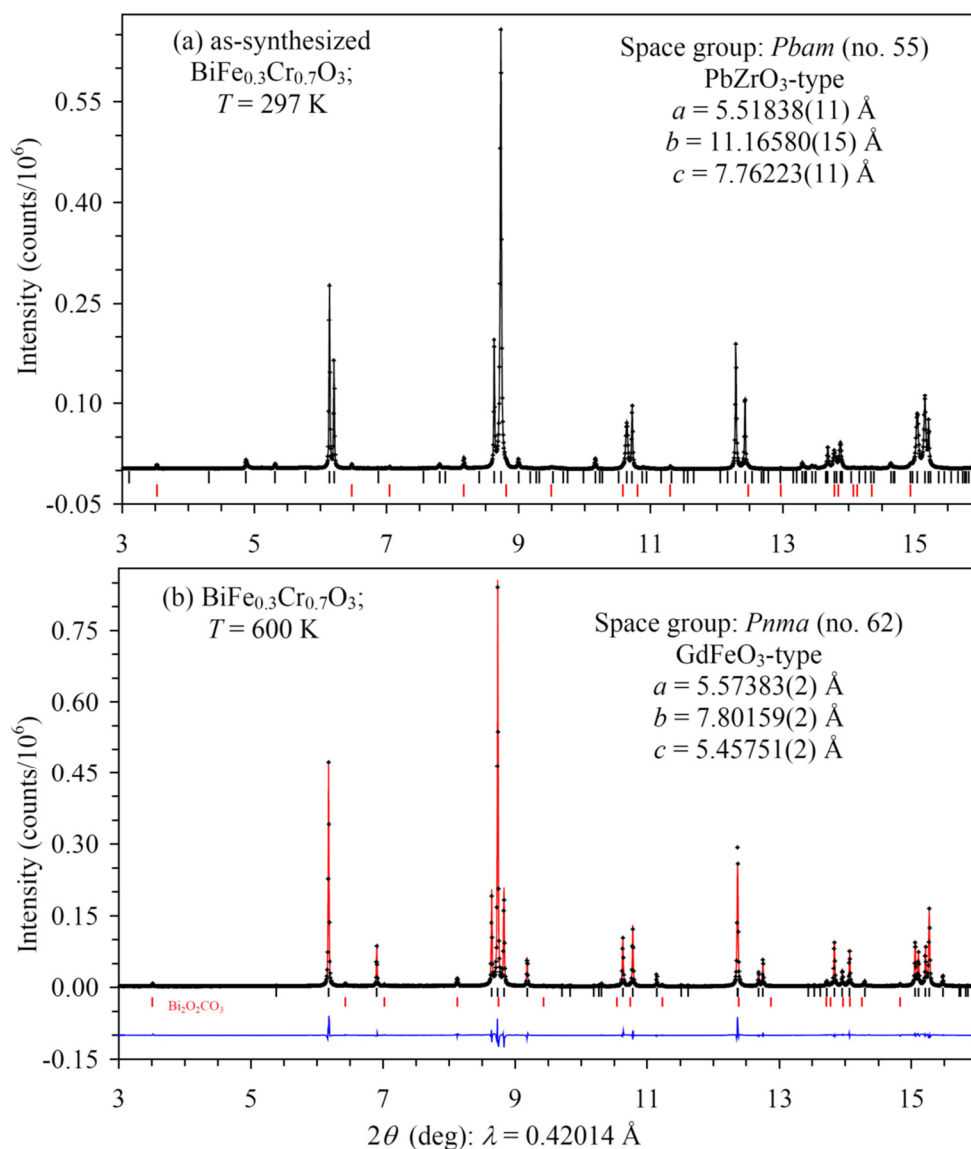 (a) as-synthesized
BiFe₀.₃Cr₀.₇O₃;
T = 297 K
Space group: Pbam (no. 55)
PbZrO₃-type
a = 5.51838(11) Å
b = 11.16580(15) Å
c = 7.76223(11) Å
Intensity (counts/10⁶)
0.55
0.40
0.25
0.10
-0.05
3 5 7 9 11 13 15
(b) BiFe₀.₃Cr₀.₇O₃;
T = 600 K
Space group: Pnma (no. 62)
GdFeO₃-type
a = 5.57383(2) Å
b = 7.80159(2) Å
c = 5.45751(2) Å
Intensity (counts/10⁶)
0.75
0.60
0.45
0.30
0.15
0.00
-0.15
Bi₂O₂CO₃
3 5 7 9 11 13 15
2θ (deg): λ = 0.42014 Å